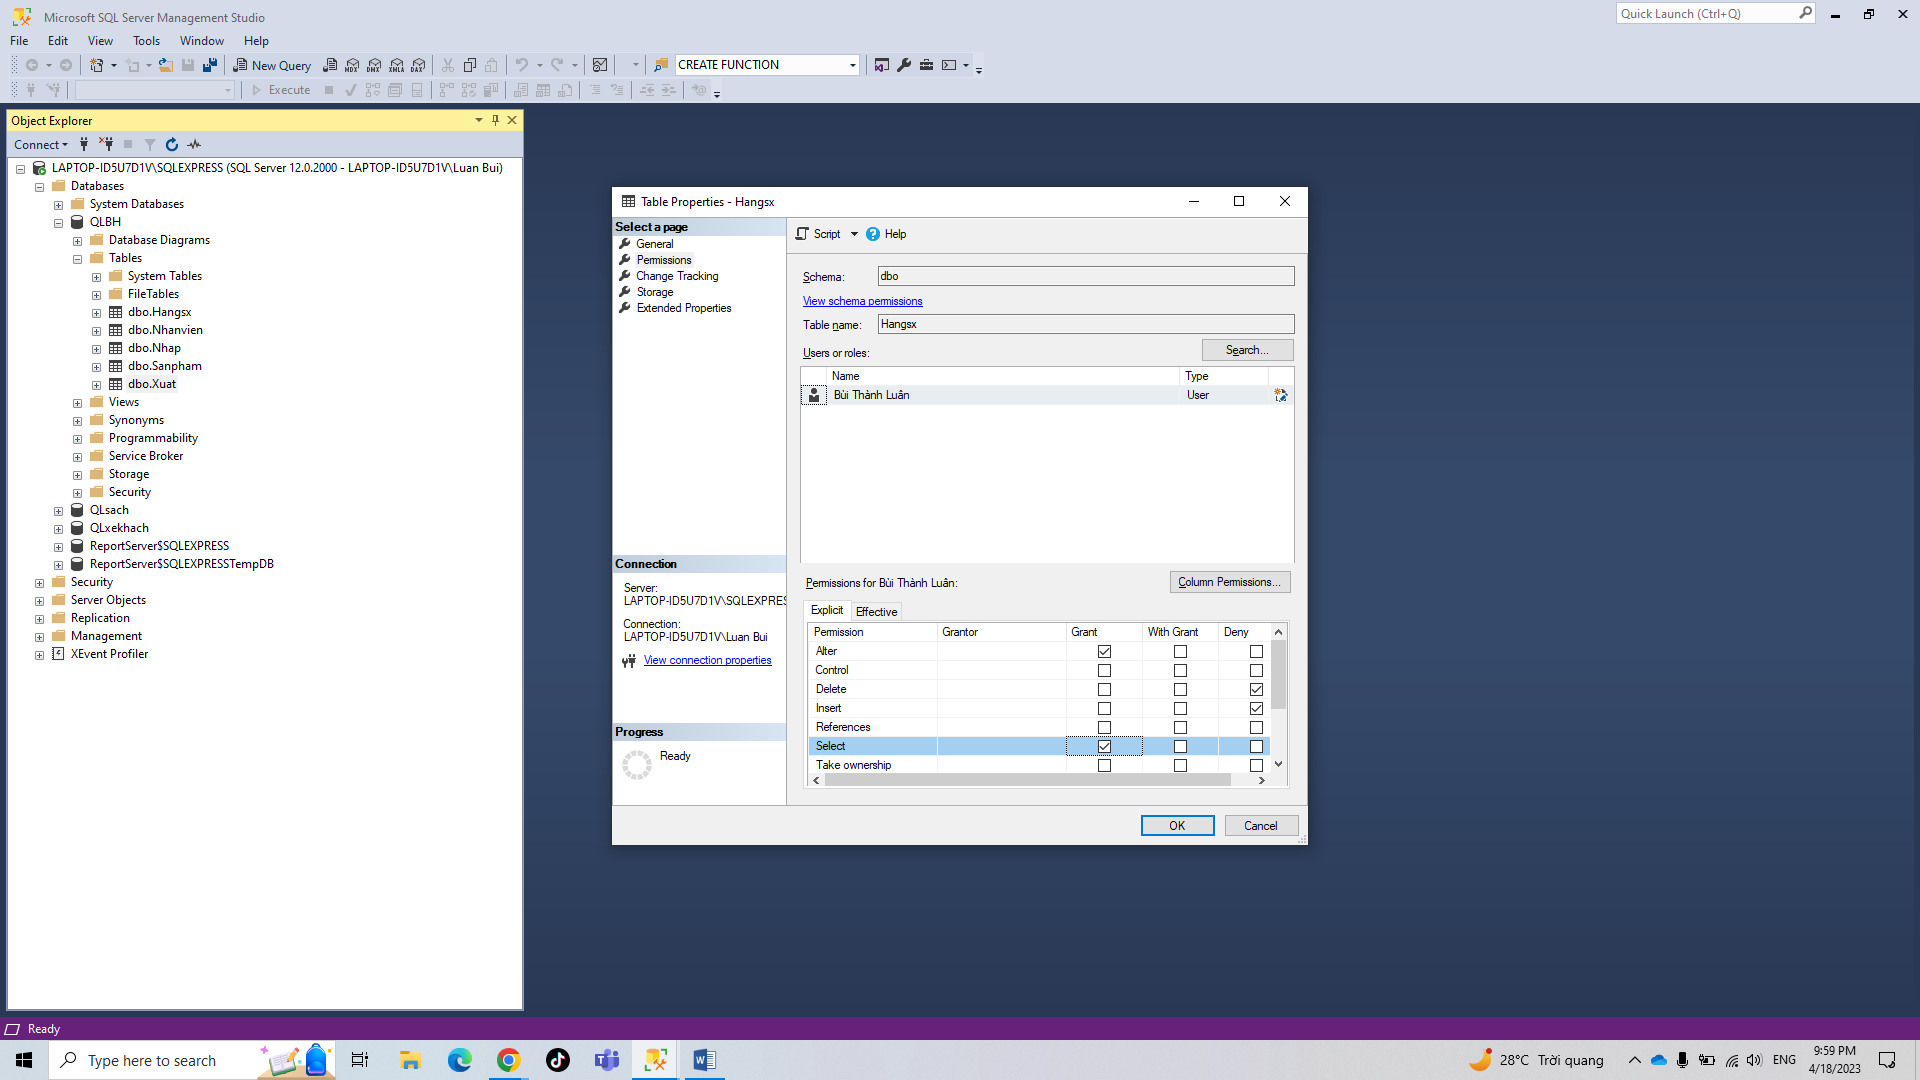 Microsoft SQL Server Management Studio
Quick Launch (Ctrl+Q)
File Edit View Tools Window Help
New Query
CREATE FUNCTION
Execute
Object Explorer
Connect
LAPTOP-ID5U7D1V\SQLEXPRESS (SQL Server 12.0.2000 - LAPTOP-ID5U7D1V\Luan Bui)
Databases
System Databases
QLBH
Database Diagrams
Tables
System Tables
FileTables
dbo.Hangsx
dbo.Nhanvien
dbo.Nhap
dbo.Sanpham
dbo.Xuat
Views
Synonyms
Programmability
Service Broker
Storage
Security
QLsach
QLxekhach
ReportServer$SQLEXPRESS
ReportServer$SQLEXPRESSTempDB
Security
Server Objects
Replication
Management
XEvent Profiler
Table Properties - Hangsx
Select a page
General
Permissions
Change Tracking
Storage
Extended Properties
Connection
Server:
LAPTOP-ID5U7D1V\SQLEXPRES
Connection:
LAPTOP-ID5U7D1V\Luan Bui
View connection properties
Progress
Ready
Script Help
Schema: dbo
View schema permissions
Table name: Hangsx
Users or roles: Search...
Name Type
Bùi Thành Luân User
Permissions for Bùi Thành Luân: Column Permissions...
Explicit Effective
Permission Grantor Grant With Grant Deny
Alter
Control
Delete
Insert
References
Select
Take ownership
OK Cancel
Ready
Type here to search
28°C Trời quang
ENG
9:59 PM
4/18/2023